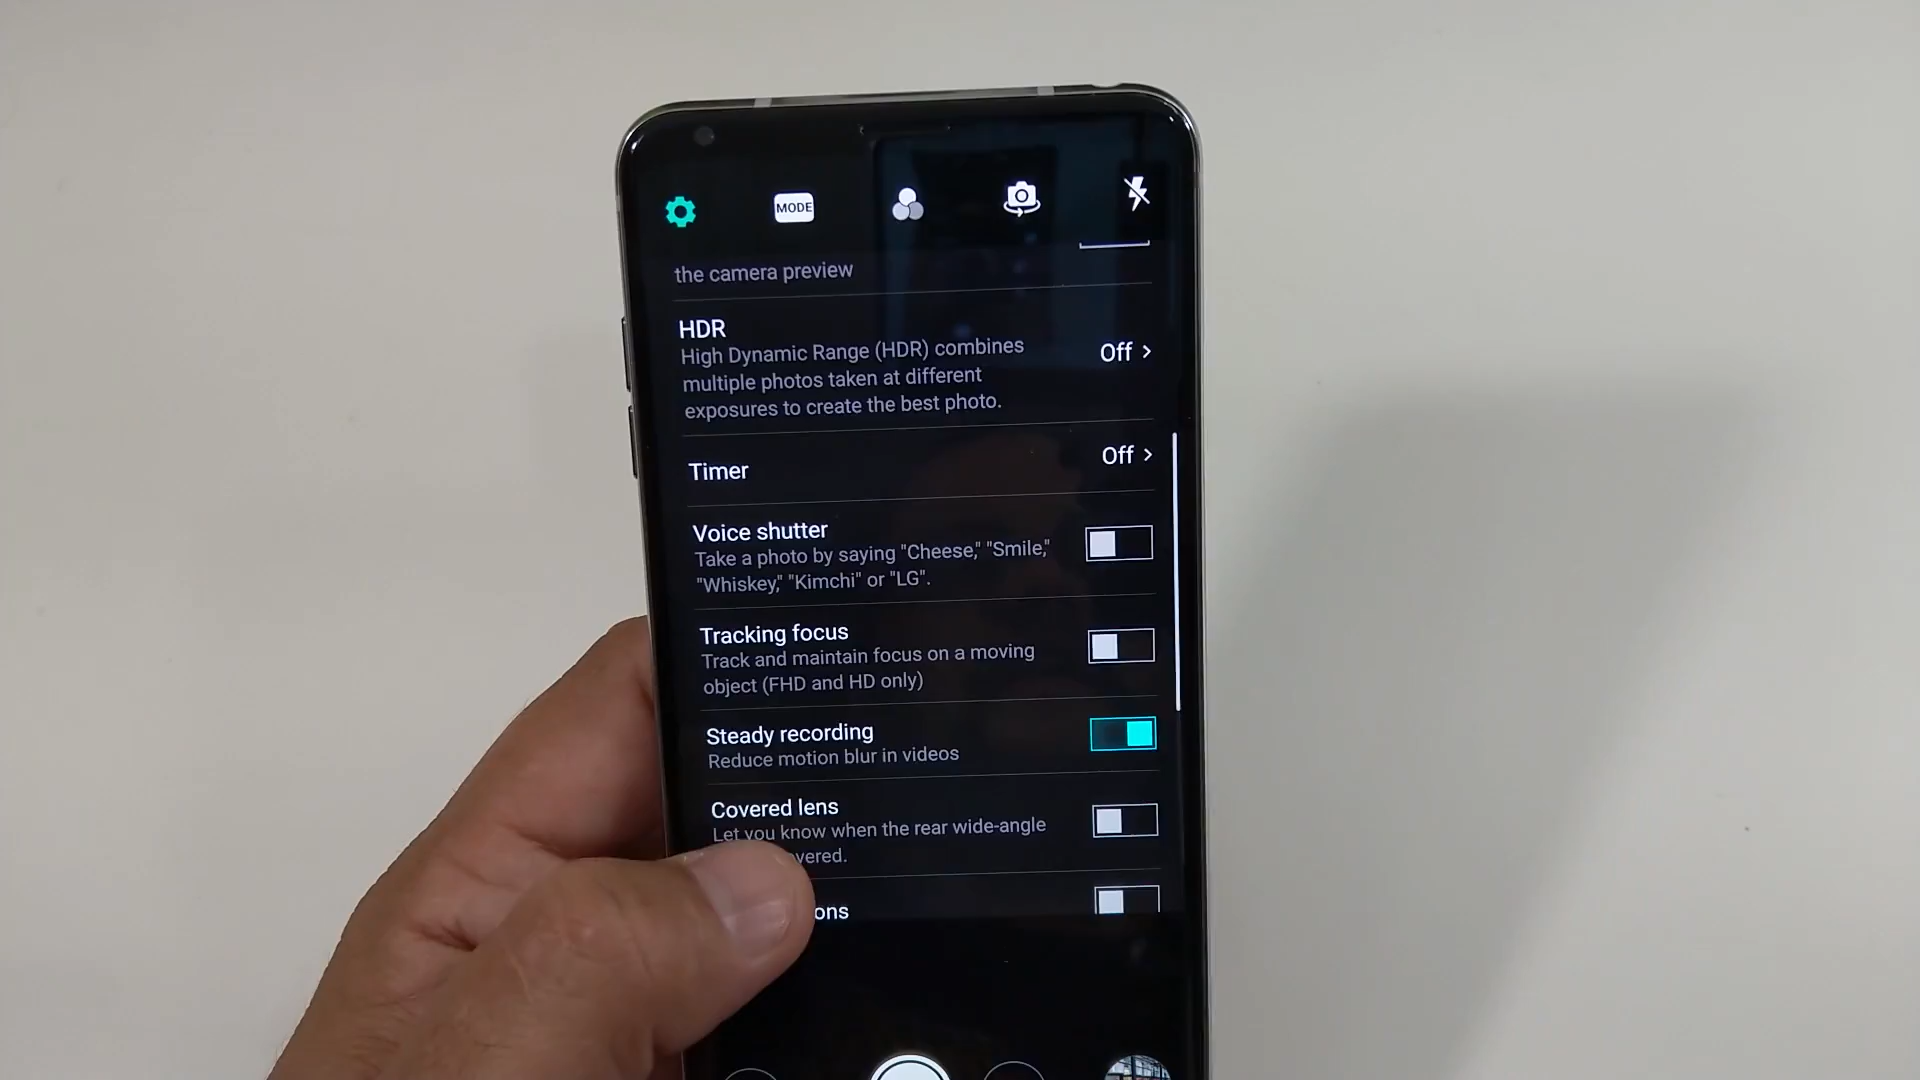 MODE
the camera preview
HDR
High Dynamic Range (HDR) combines
multiple photos taken at different
exposures to create the best photo.
Off >
Timer
Off >
Voice shutter
Take a photo by saying "Cheese," "Smile,"
"Whiskey," "Kimchi" or "LG".
Tracking focus
Track and maintain focus on a moving
object (FHD and HD only)
Steady recording
Reduce motion blur in videos
Covered lens
Let you know when the rear wide-angle